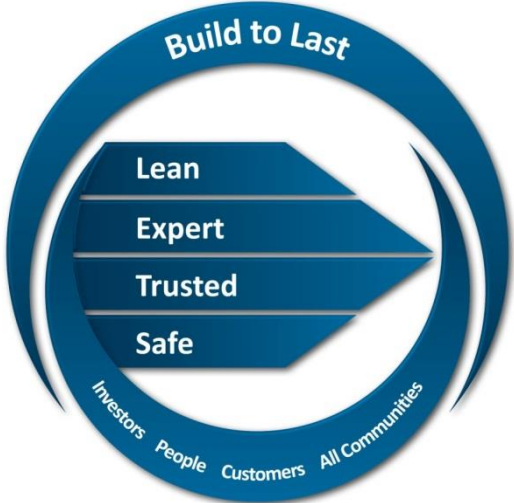 Build to Last
Lean
Expert
Trusted
Safe
Investors People Customers All Communities